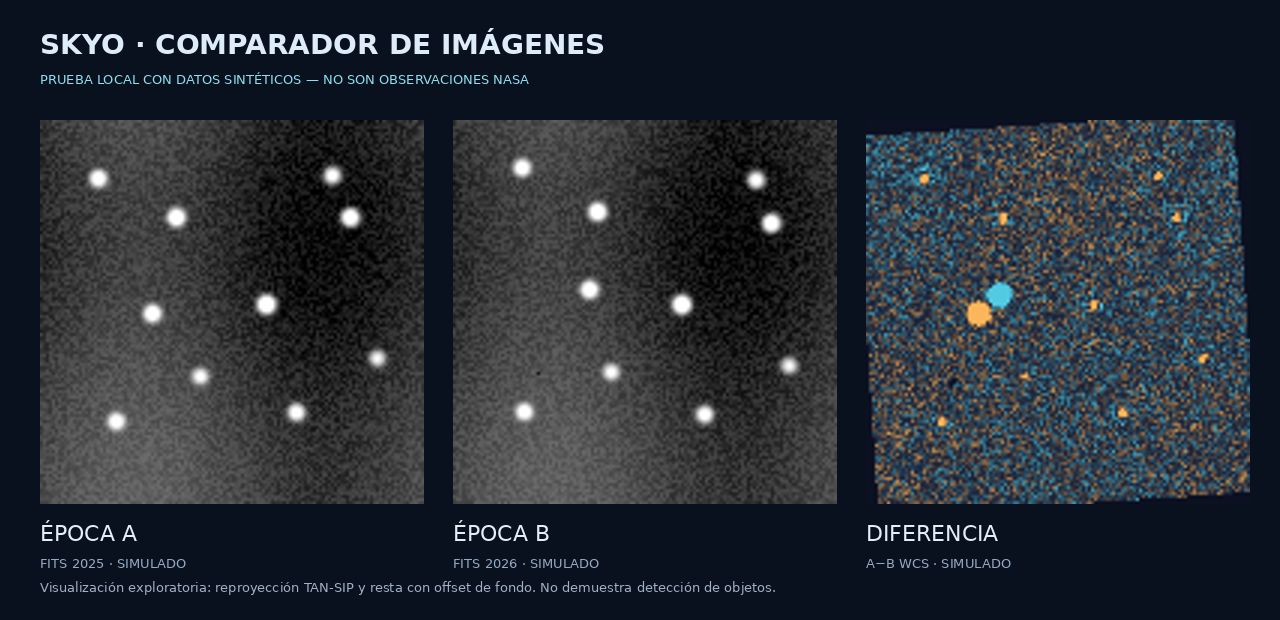 SKYO · COMPARADOR DE IMÁGENES
PRUEBA LOCAL CON DATOS SINTÉTICOS — NO SON OBSERVACIONES NASA
ÉPOCA A
ÉPOCA B
DIFERENCIA
FITS 2025 · SIMULADO
FITS 2026 · SIMULADO
A−B WCS · SIMULADO
Visualización exploratoria: reproyección TAN-SIP y resta con offset de fondo. No demuestra detección de objetos.